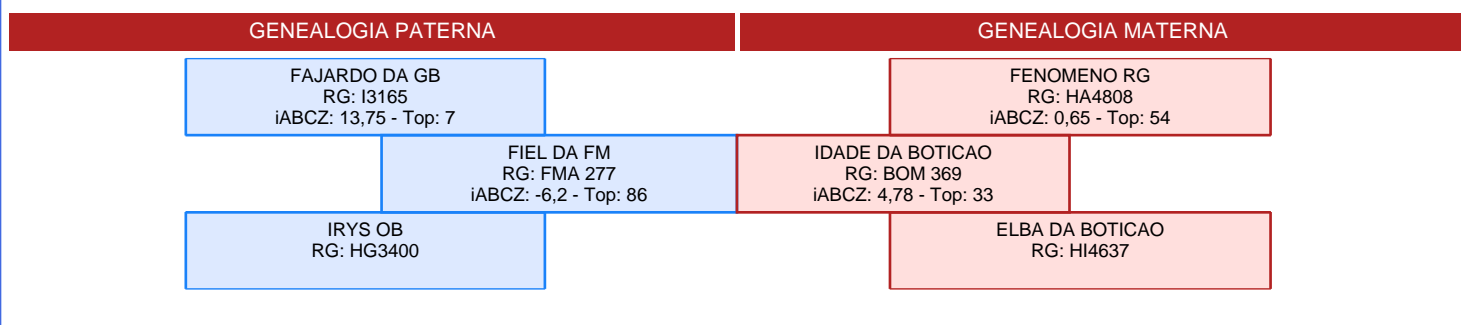 GENEALOGIA PATERNA
GENEALOGIA MATERNA
FAJARDO DA GB
RG: I3165
iABCZ: 13,75 - Top: 7
FENOMENO RG
RG: HA4808
iABCZ: 0,65 - Top: 54
FIEL DA FM
RG: FMA 277
iABCZ: -6,2 - Top: 86
IDADE DA BOTICAO
RG: BOM 369
iABCZ: 4,78 - Top: 33
IRYS OB
RG: HG3400
ELBA DA BOTICAO
RG: HI4637